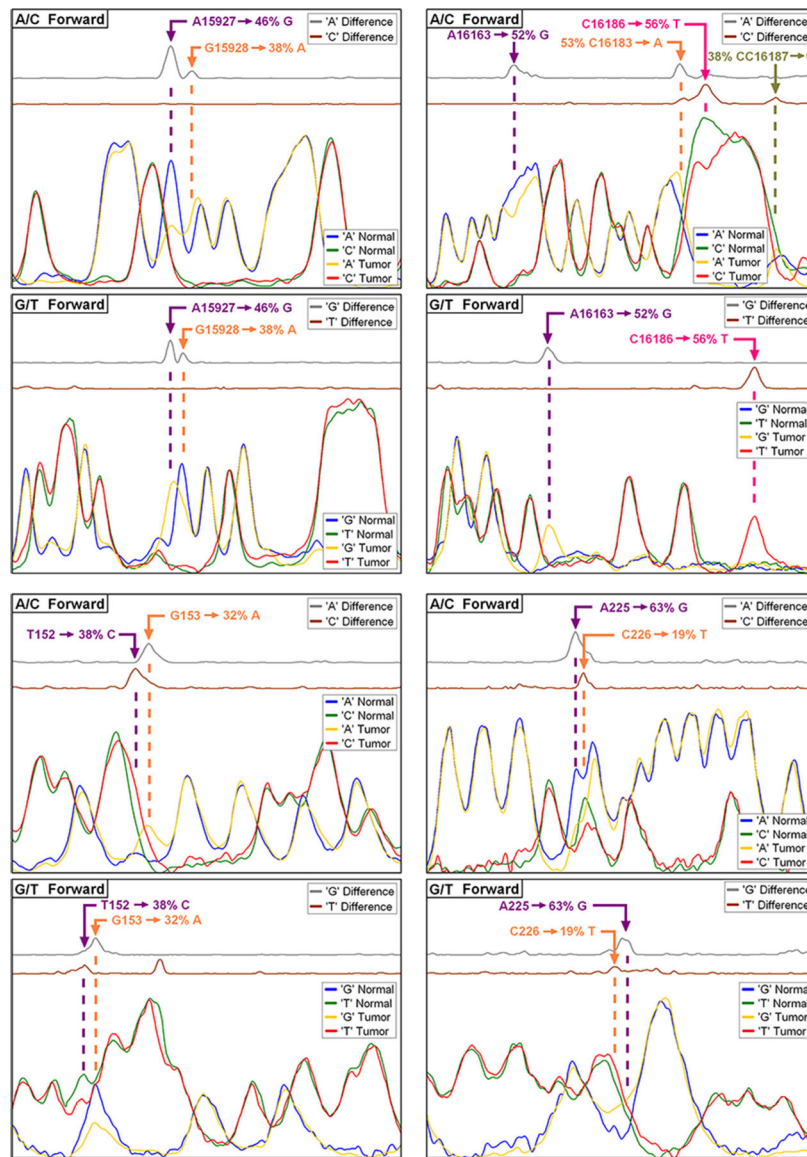 A/C Forward
A15927→46% G
G15928→38% A
'A' Difference
'C' Difference
'A' Normal
'C' Normal
'A' Tumor
'C' Tumor
A/C Forward
A16163→52% G
53% C16183→A
C16186→56% T
38% CC16187→
'A' Difference
'C' Difference
'A' Normal
'C' Normal
'A' Tumor
'C' Tumor
G/T Forward
A15927→46% G
G15928→38% A
'G' Difference
'T' Difference
'G' Normal
'T' Normal
'G' Tumor
'T' Tumor
G/T Forward
A16163→52% G
C16186→56% T
'G' Difference
'T' Difference
'G' Normal
'T' Normal
'G' Tumor
'T' Tumor
A/C Forward
G153→32% A
T152→38% C
'A' Difference
'C' Difference
'A' Normal
'C' Normal
'A' Tumor
'C' Tumor
A/C Forward
A225→63% G
C226→19% T
'A' Difference
'C' Difference
'A' Normal
'C' Normal
'A' Tumor
'C' Tumor
G/T Forward
T152→38% C
G153→32% A
'G' Difference
'T' Difference
'G' Normal
'T' Normal
'G' Tumor
'T' Tumor
G/T Forward
A225→63% G
C226→19% T
'G' Difference
'T' Difference
'G' Normal
'T' Normal
'G' Tumor
'T' Tumor